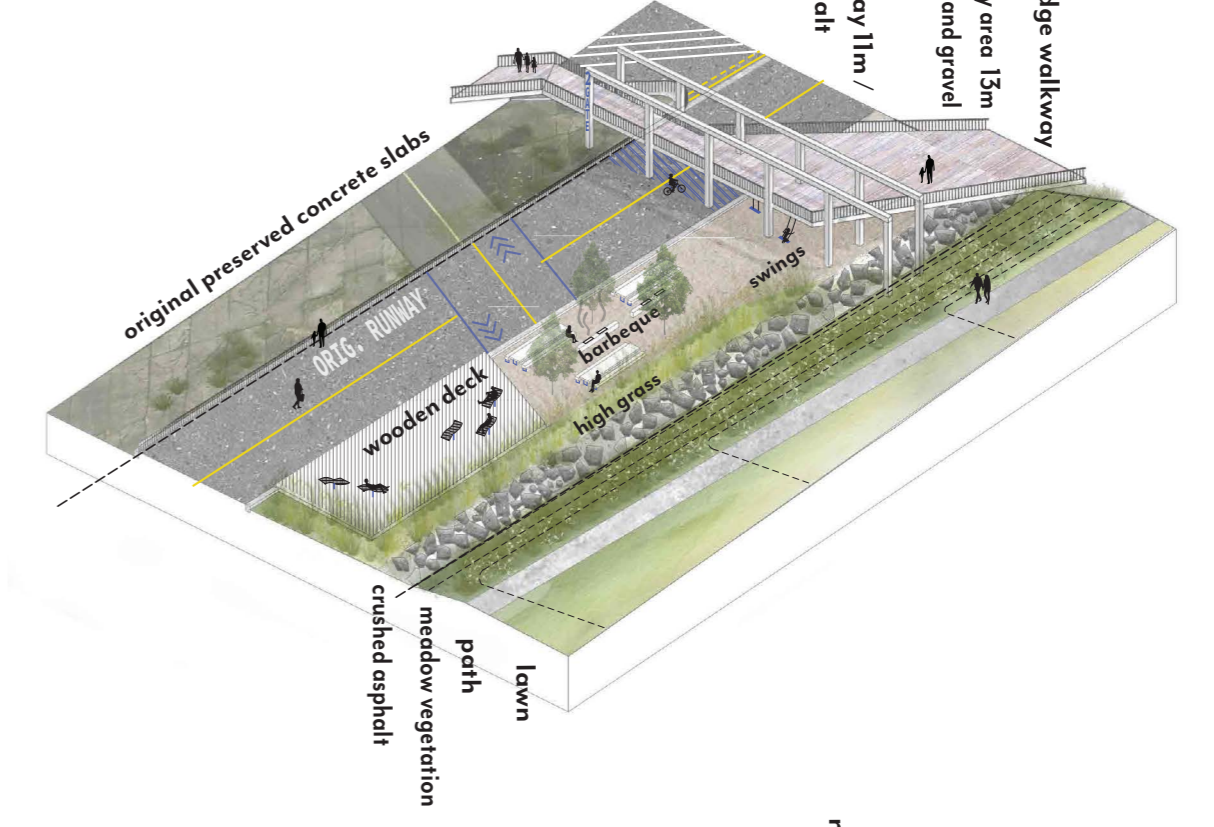 dge walkway
y area 13m
and gravel
ay 11m /
alt
original preserved concrete slabs
ORIG. RUNWAY
swings
barbeque
wooden deck
high grass
lawn
path
meadow vegetation
crushed asphalt